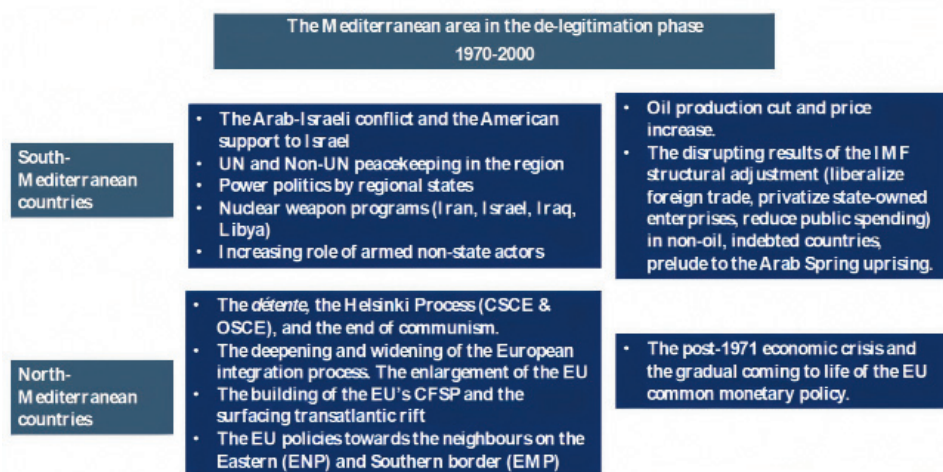 The Mediterranean area in the de-legitimation phase
1970-2000
South-
Mediterranean
countries
• The Arab-Israeli conflict and the American
support to Israel
• UN and Non-UN peacekeeping in the region
• Power politics by regional states
• Nuclear weapon programs (Iran, Israel, Iraq,
Libya)
• Increasing role of armed non-state actors
• Oil production cut and price
increase.
• The disrupting results of the IMF
structural adjustment (liberalize
foreign trade, privatize state-owned
enterprises, reduce public spending)
in non-oil, indebted countries,
prelude to the Arab Spring uprising.
North-
Mediterranean
countries
• The détente, the Helsinki Process (CSCE &
OSCE), and the end of communism.
• The deepening and widening of the European
integration process. The enlargement of the EU
• The building of the EU's CFSP and the
surfacing transatlantic rift
• The EU policies towards the neighbours on the
Eastern (ENP) and Southern border (EMP)
• The post-1971 economic crisis and
the gradual coming to life of the EU
common monetary policy.